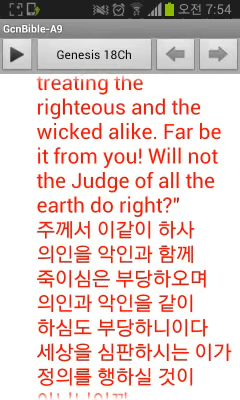 오전 7:54
GcnBible-A9
Genesis 18Ch
treating the
righteous and the
wicked alike. Far be
it from you! Will not
the Judge of all the
earth do right?"
주께서 이같이 하사
의인을 악인과 함께
죽이심은 부당하오며
의인과 악인을 같이
하심도 부당하니이다
세상을 심판하시는 이가
정의를 행하실 것이